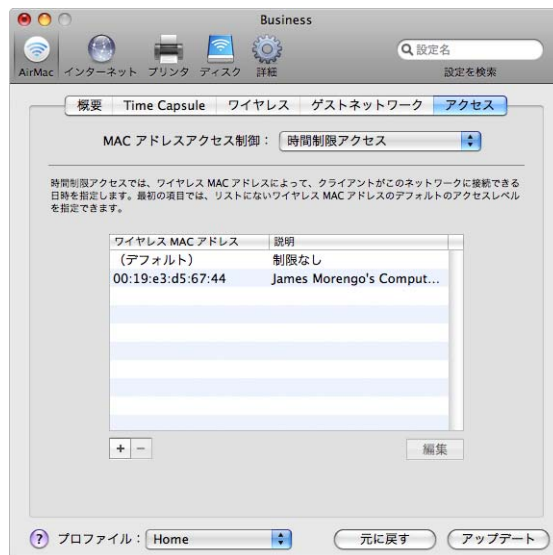 Business
AirMac インターネット プリンタ ディスク 詳細
設定名
設定を検索
概要 Time Capsule ワイヤレス ゲストネットワーク アクセス
MAC アドレスアクセス制御： 時間制限アクセス
時間制限アクセスでは、ワイヤレス MAC アドレスによって、クライアントがこのネットワークに接続できる
日時を指定します。最初の項目では、リストにないワイヤレス MAC アドレスのデフォルトのアクセスレベル
を指定できます。
ワイヤレス MAC アドレス 説明
（デフォルト） 制限なし
00:19:e3:d5:67:44 James Morengo's Comput...
+ −
編集
? プロファイル： Home 元に戻す アップデート